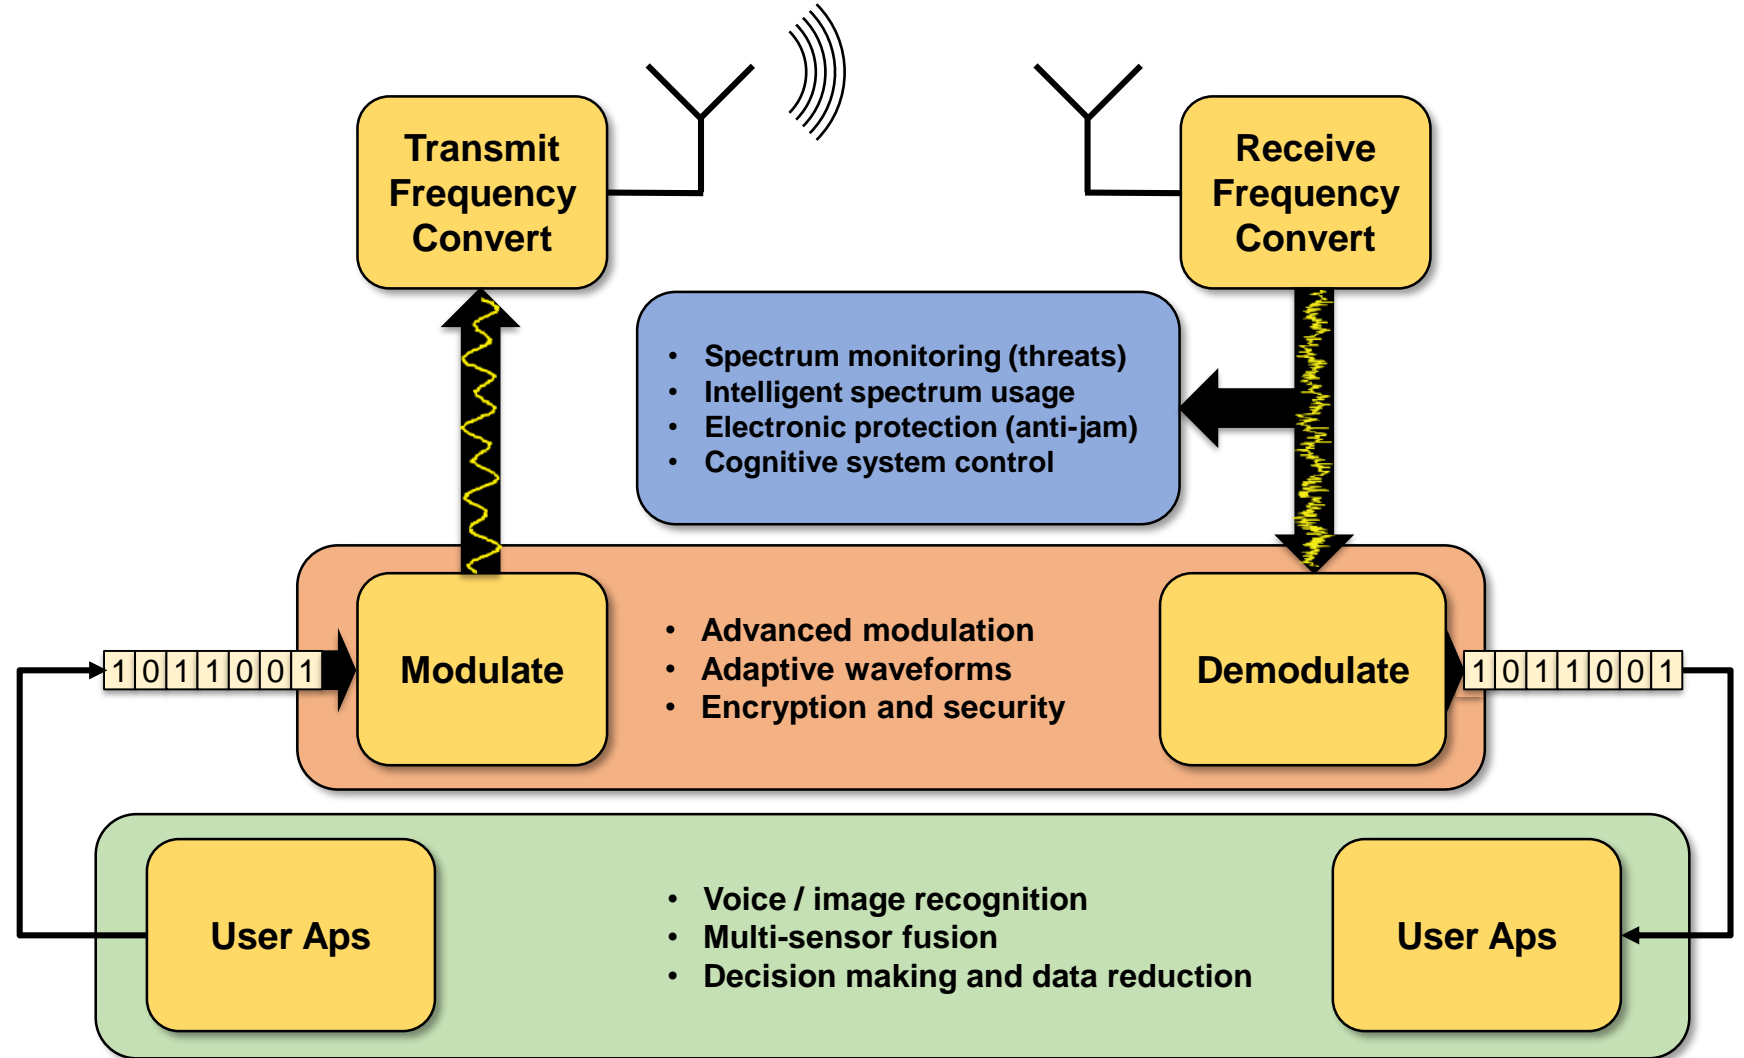 Transmit
Frequency
Convert
Receive
Frequency
Convert
• Spectrum monitoring (threats)
• Intelligent spectrum usage
• Electronic protection (anti-jam)
• Cognitive system control
1 0 1 1 0 0 1
Modulate
• Advanced modulation
• Adaptive waveforms
• Encryption and security
Demodulate
1 0 1 1 0 0 1
User Aps
• Voice / image recognition
• Multi-sensor fusion
• Decision making and data reduction
User Aps